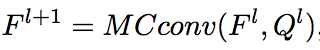 F^{l+1} = MCconv(F^l, Q^l),